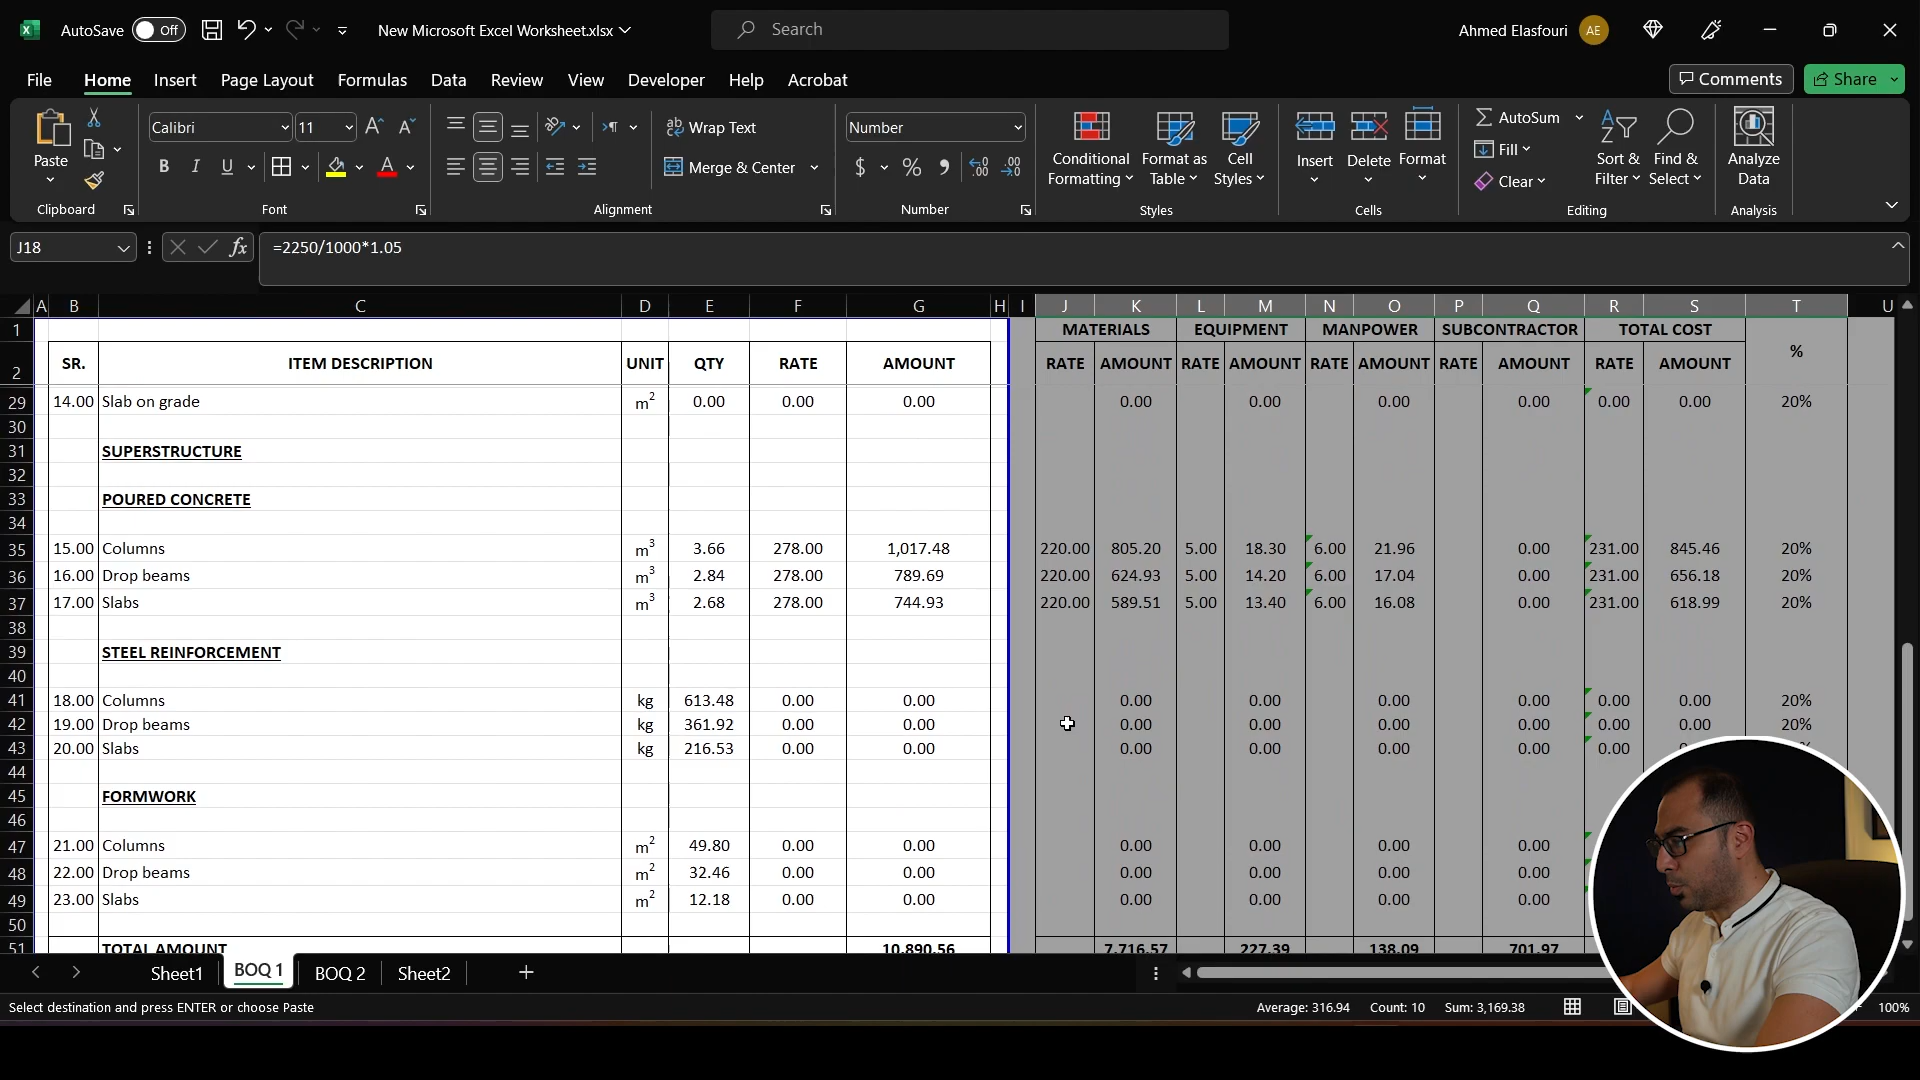 AutoSave Off New Microsoft Excel Worksheet.xlsx Search Ahmed Elasfouri AE
File Home Insert Page Layout Formulas Data Review View Developer Help Acrobat Comments Share
Paste
Clipboard
Calibri 11
B I U
Font
Wrap Text
Merge & Center
Alignment
Number
$ % ,
Number
Conditional Formatting Format as Table Cell Styles
Styles
Insert Delete Format
Cells
AutoSum
Fill
Clear
Sort & Filter Find & Select
Editing
Analyze Data
Analysis
J18 fx =2250/1000*1.05
A B C D E F G H I J K L M N O P Q R S T U
1 MATERIALS EQUIPMENT MANPOWER SUBCONTRACTOR TOTAL COST %
2 SR. ITEM DESCRIPTION UNIT QTY RATE AMOUNT RATE AMOUNT RATE AMOUNT RATE AMOUNT RATE AMOUNT RATE AMOUNT
29 14.00 Slab on grade m² 0.00 0.00 0.00 0.00 0.00 0.00 0.00 0.00 0.00 20%
30
31 SUPERSTRUCTURE
32
33 POURED CONCRETE
34
35 15.00 Columns m³ 3.66 278.00 1,017.48 220.00 805.20 5.00 18.30 6.00 21.96 0.00 231.00 845.46 20%
36 16.00 Drop beams m³ 2.84 278.00 789.69 220.00 624.93 5.00 14.20 6.00 17.04 0.00 231.00 656.18 20%
37 17.00 Slabs m³ 2.68 278.00 744.93 220.00 589.51 5.00 13.40 6.00 16.08 0.00 231.00 618.99 20%
38
39 STEEL REINFORCEMENT
40
41 18.00 Columns kg 613.48 0.00 0.00 0.00 0.00 0.00 0.00 0.00 0.00 20%
42 19.00 Drop beams kg 361.92 0.00 0.00 0.00 0.00 0.00 0.00 0.00 0.00 20%
43 20.00 Slabs kg 216.53 0.00 0.00 0.00 0.00 0.00 0.00 0.00
44
45 FORMWORK
46
47 21.00 Columns m² 49.80 0.00 0.00 0.00 0.00 0.00 0.00
48 22.00 Drop beams m² 32.46 0.00 0.00 0.00 0.00 0.00 0.00
49 23.00 Slabs m² 12.18 0.00 0.00 0.00 0.00 0.00 0.00
50
51 TOTAL AMOUNT 10,890.56 7,716.57 227.39 138.09 701.97
Sheet1 BOQ 1 BOQ 2 Sheet2
Select destination and press ENTER or choose Paste Average: 316.94 Count: 10 Sum: 3,169.38 100%